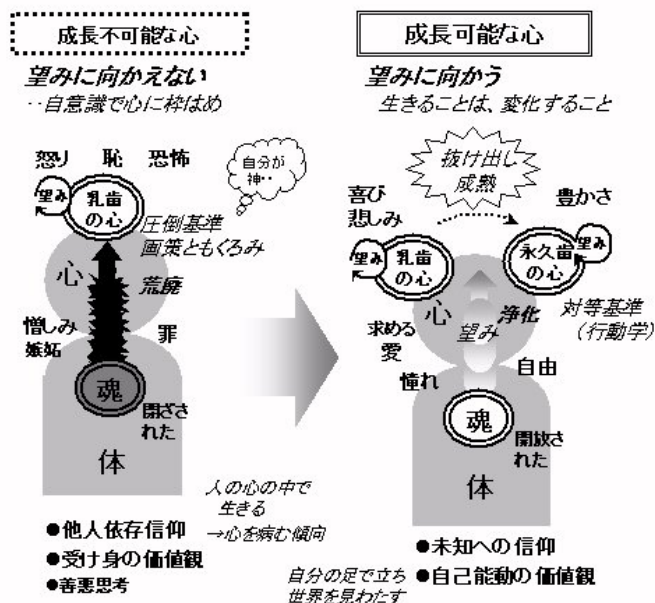 成長不可能な心
望みに向かえない
‥自意識で心に枠はめ
怒り 恥 恐怖
自分が
神‥
望み
乳歯
の心
圧倒基準
画策ともくろみ
心
荒廃
憎しみ
嫉妬
罪
魂
閉ざさ
れた
体
人の心の中で
生きる
→心を病む傾向
●他人依存信仰
●受け身の価値観
●善悪思考
成長可能な心
望みに向かう
生きることは、変化すること
抜け出し
成熟
喜び
悲しみ
豊かさ
望み
乳歯
の心
永久歯
の心
望み
心
望み
浄化
対等基準
(行動学)
求める
愛
憧れ
自由
魂
開放さ
れた
体
●未知への信仰
●自己能動の価値観
自分の足で立ち
世界を見わたす